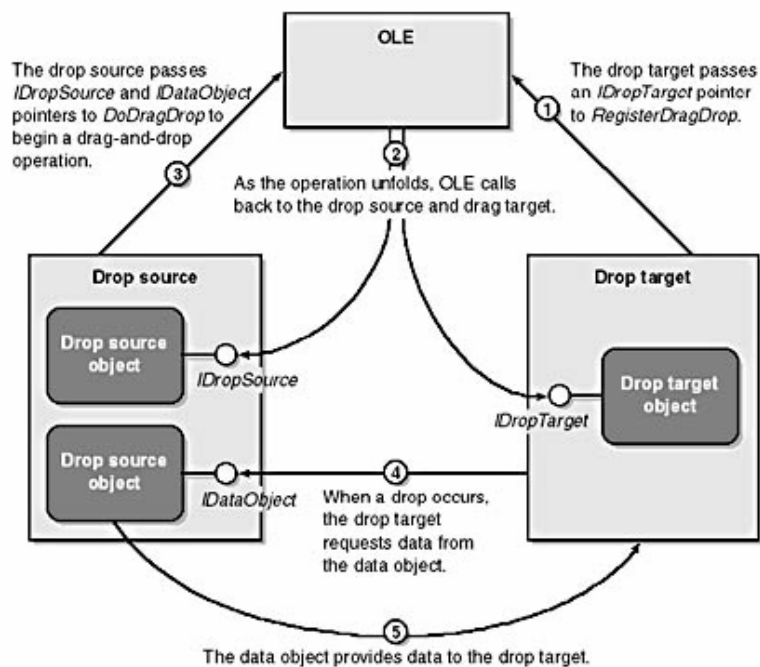 OLE
The drop source passes
IDropSource and IDataObject
pointers to DoDragDrop to
begin a drag-and-drop
operation.
3
The drop target passes
an IDropTarget pointer
to RegisterDragDrop.
1
2
As the operation unfolds, OLE calls
back to the drop source and drag target.
Drop source
Drop source
object
IDropSource
Drop source
object
IDataObject
Drop target
Drop target
object
IDropTarget
4
When a drop occurs,
the drop target
requests data from
the data object.
5
The data object provides data to the drop target.